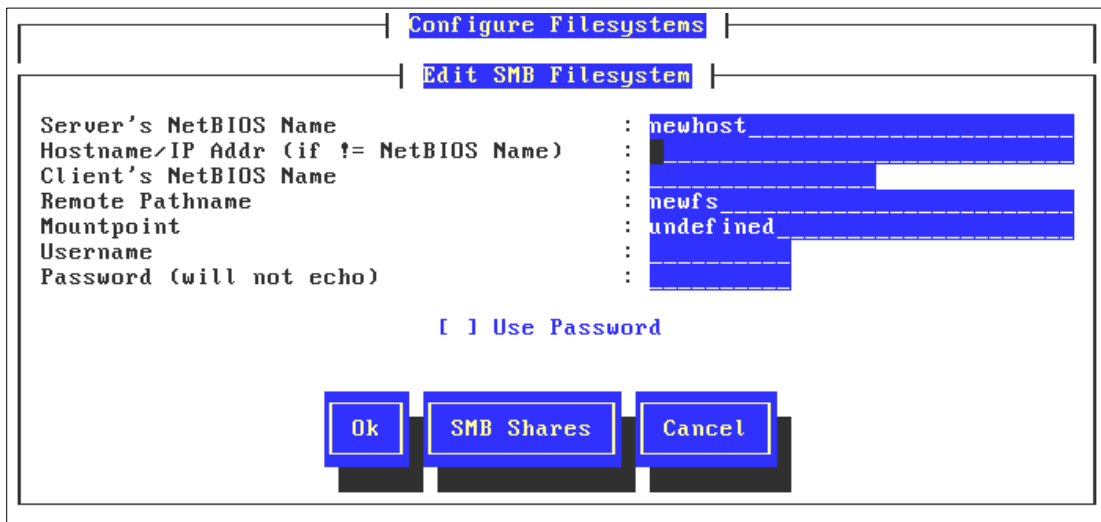 Configure Filesystems
Edit SMB Filesystem
Server's NetBIOS Name : newhost
Hostname/IP Addr (if != NetBIOS Name) :
Client's NetBIOS Name :
Remote Pathname : newfs
Mountpoint : undefined
Username :
Password (will not echo) :
[ ] Use Password
Ok SMB Shares Cancel